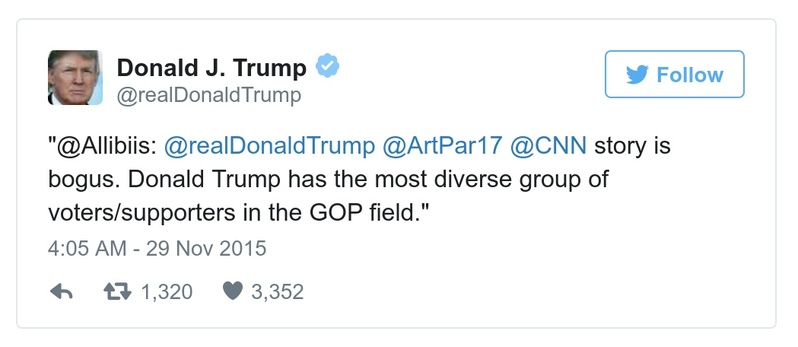 Donald J. Trump
@realDonaldTrump
Follow
"@Allibiis: @realDonaldTrump @ArtPar17 @CNN story is
bogus. Donald Trump has the most diverse group of
voters/supporters in the GOP field."
4:05 AM - 29 Nov 2015
1,320 3,352